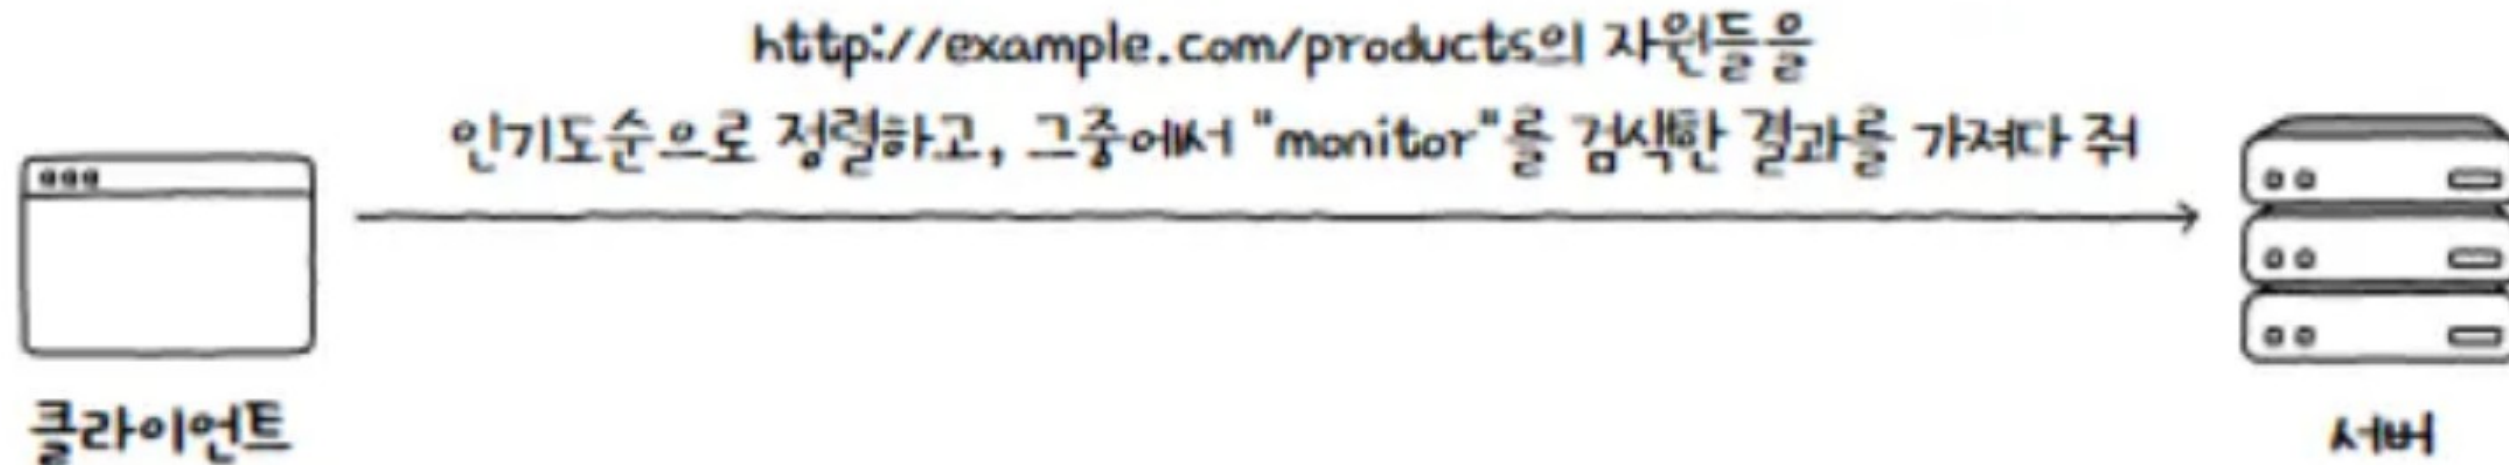 http://example.com/products의 자원들을
인기도순으로 정렬하고, 그중에서 "monitor"를 검색한 결과를 가져다 줘
클라이언트
서버